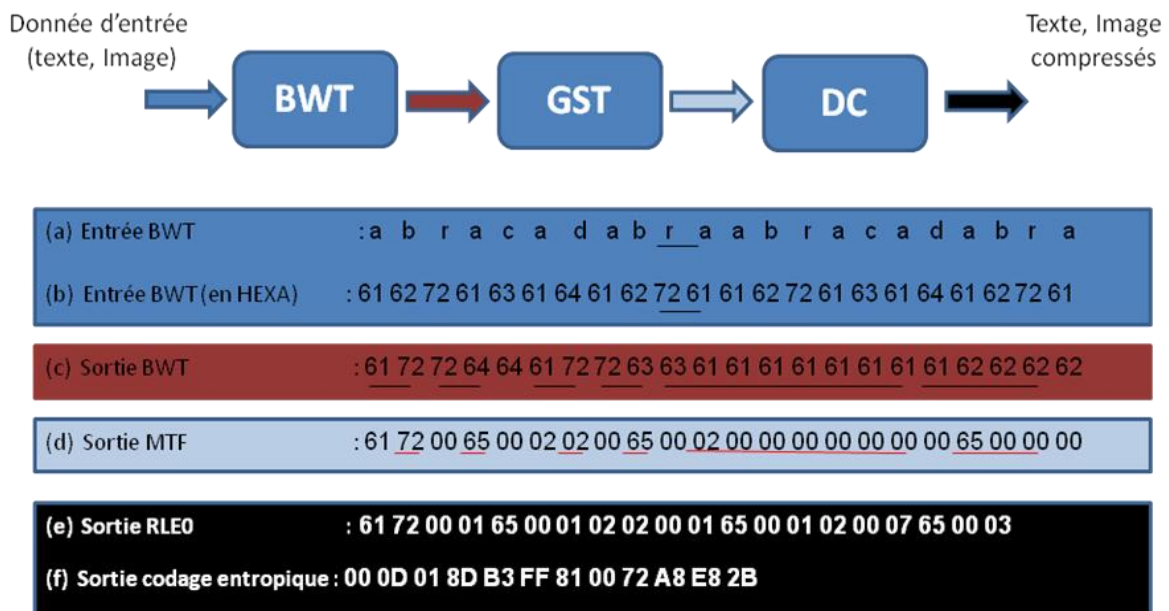 Donnée d'entrée
(texte, Image)
Texte, Image
compressés
BWT
GST
DC
(a) Entrée BWT : a b r a c a d a b r a a b r a c a d a b r a
(b) Entrée BWT (en HEXA) : 61 62 72 61 63 61 64 61 62 72 61 61 62 72 61 63 61 64 61 62 72 61
(c) Sortie BWT : 61 72 72 64 64 61 72 72 63 63 61 61 61 61 61 61 61 61 62 62 62 62
(d) Sortie MTF : 61 72 00 65 00 02 02 00 65 00 02 00 00 00 00 00 00 00 65 00 00 00
(e) Sortie RLE0 : 61 72 00 01 65 00 01 02 02 00 01 65 00 01 02 00 07 65 00 03
(f) Sortie codage entropique : 00 0D 01 8D B3 FF 81 00 72 A8 E8 2B